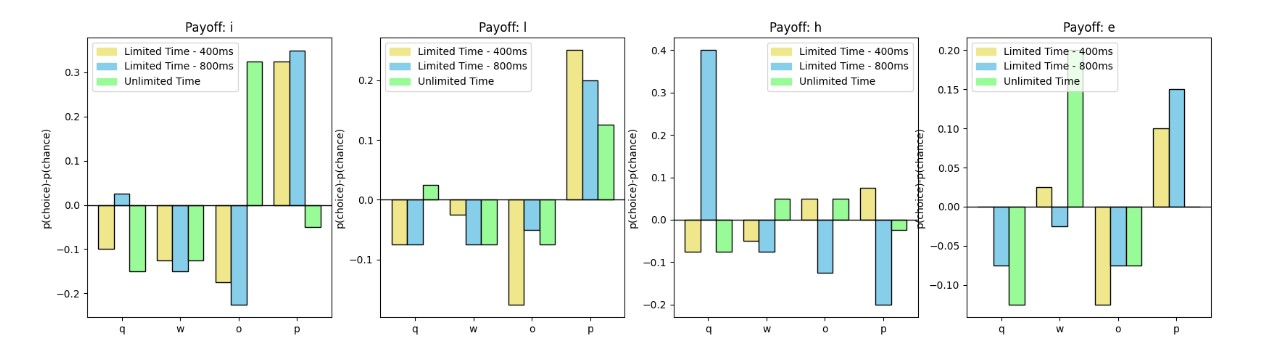 Payoff: i
Limited Time - 400ms
Limited Time - 800ms
Unlimited Time
p(choice)-p(chance)
0.3
0.2
0.1
0.0
−0.1
−0.2
q w o p
Payoff: l
Limited Time - 400ms
Limited Time - 800ms
Unlimited Time
p(choice)-p(chance)
0.2
0.1
0.0
−0.1
q w o p
Payoff: h
Limited Time - 400ms
Limited Time - 800ms
Unlimited Time
p(choice)-p(chance)
0.4
0.3
0.2
0.1
0.0
−0.1
−0.2
q w o p
Payoff: e
Limited Time - 400ms
Limited Time - 800ms
Unlimited Time
p(choice)-p(chance)
0.20
0.15
0.10
0.05
0.00
−0.05
−0.10
q w o p